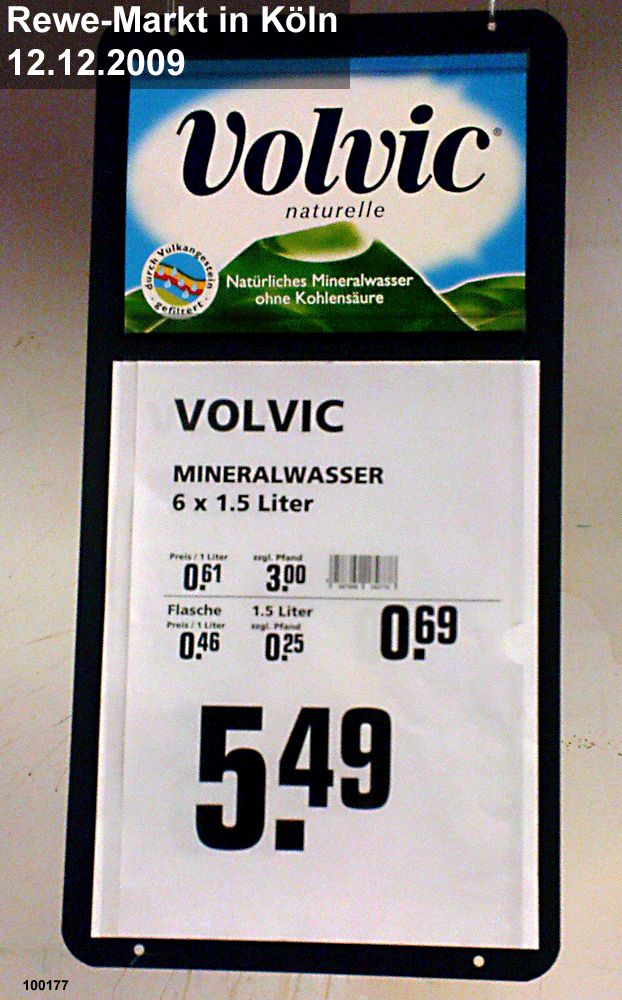 Rewe-Markt in Köln
12.12.2009
Volvic®
naturelle
durch Vulkangestein
gefiltert
Natürliches Mineralwasser
ohne Kohlensäure
VOLVIC
MINERALWASSER
6 x 1.5 Liter
Preis / 1 Liter zzgl. Pfand
0.61 3.00
Flasche 1.5 Liter
Preis / 1 Liter zzgl. Pfand
0.46 0.25 0.69
5.49
100177